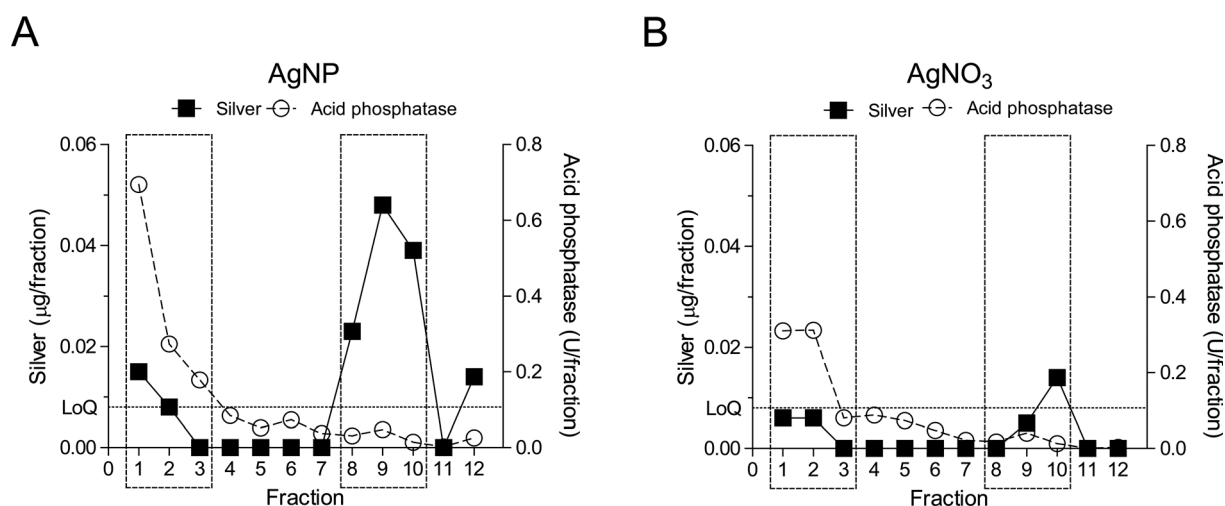 A
AgNP
Silver Acid phosphatase
0.06
0.04
0.02
LoQ
0.00
Silver (µg/fraction)
0.8
0.6
0.4
0.2
0.0
Acid phosphatase (U/fraction)
0 1 2 3 4 5 6 7 8 9 10 11 12
Fraction
B
AgNO₃
Silver Acid phosphatase
0.06
0.04
0.02
LoQ
0.00
Silver (µg/fraction)
0.8
0.6
0.4
0.2
0.0
Acid phosphatase (U/fraction)
0 1 2 3 4 5 6 7 8 9 10 11 12
Fraction